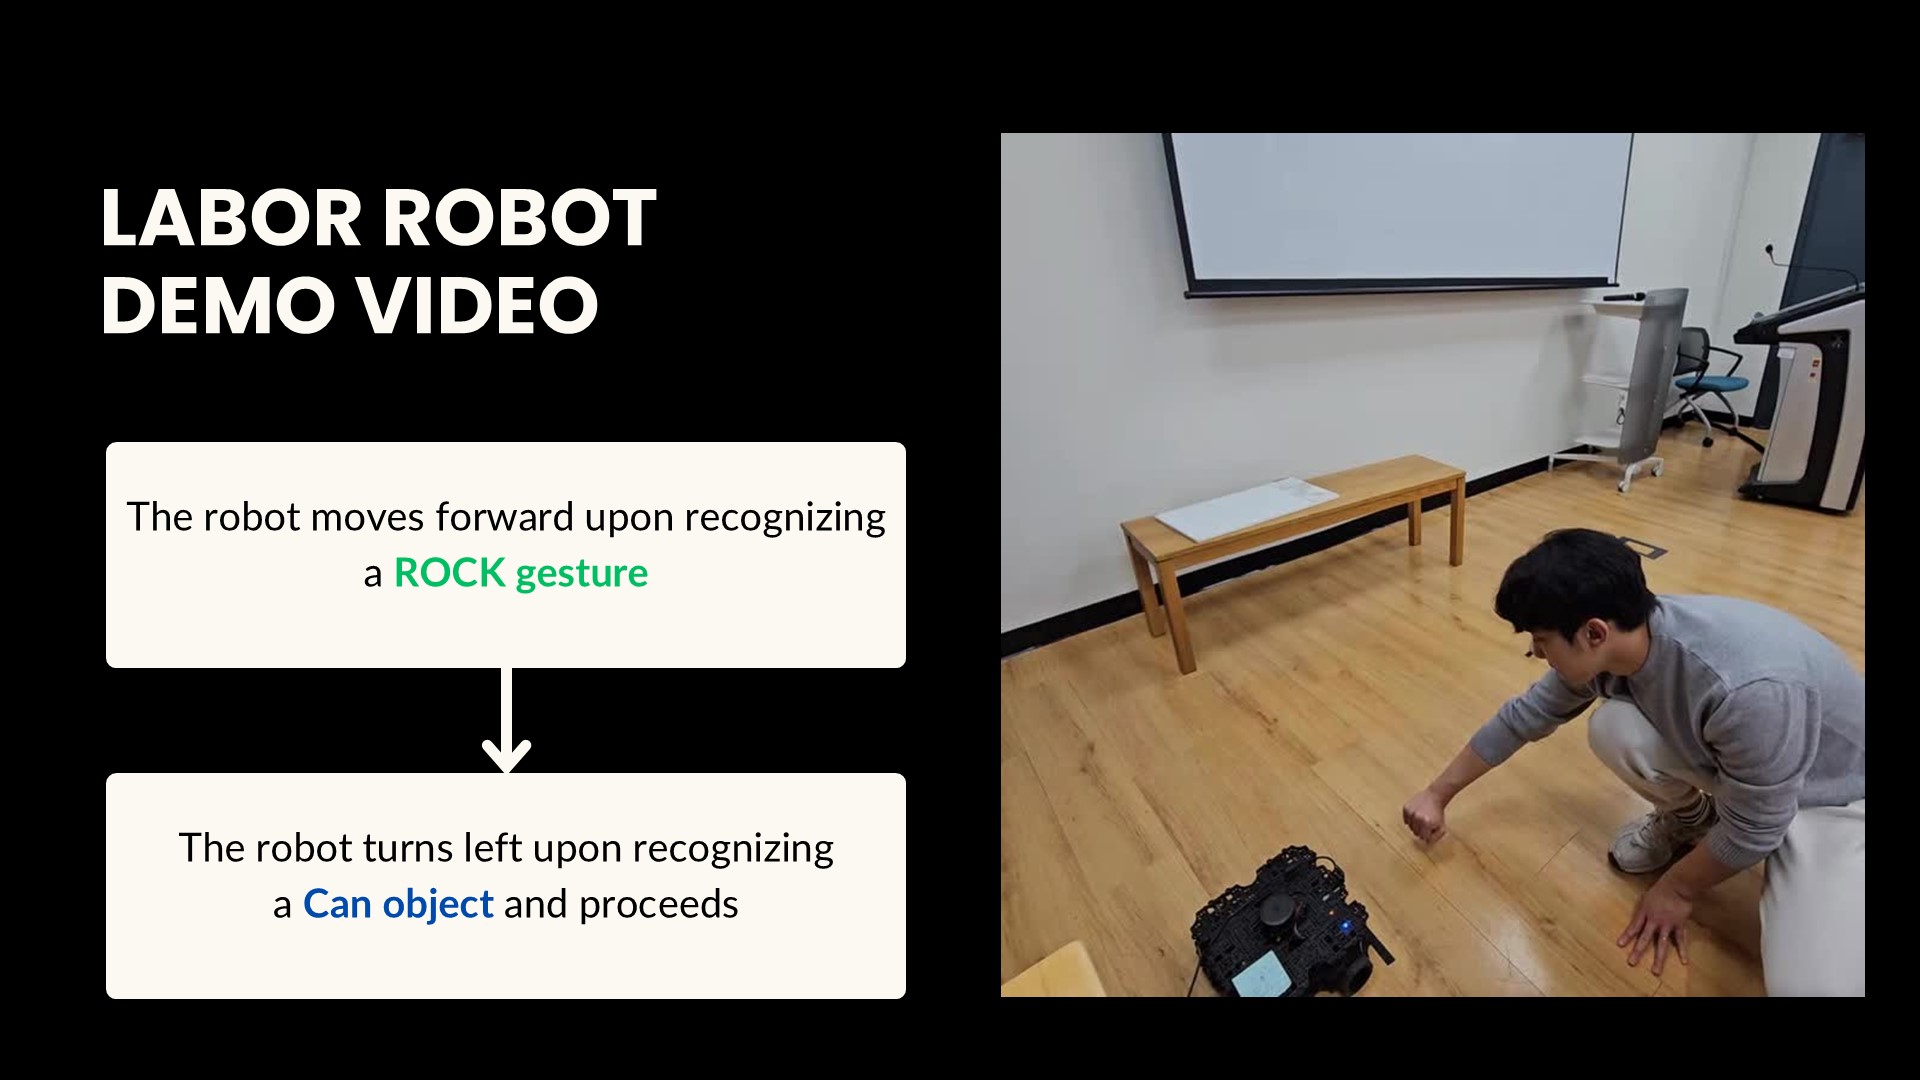 LABOR ROBOT
DEMO VIDEO
The robot moves forward upon recognizing
a ROCK gesture
The robot turns left upon recognizing
a Can object and proceeds